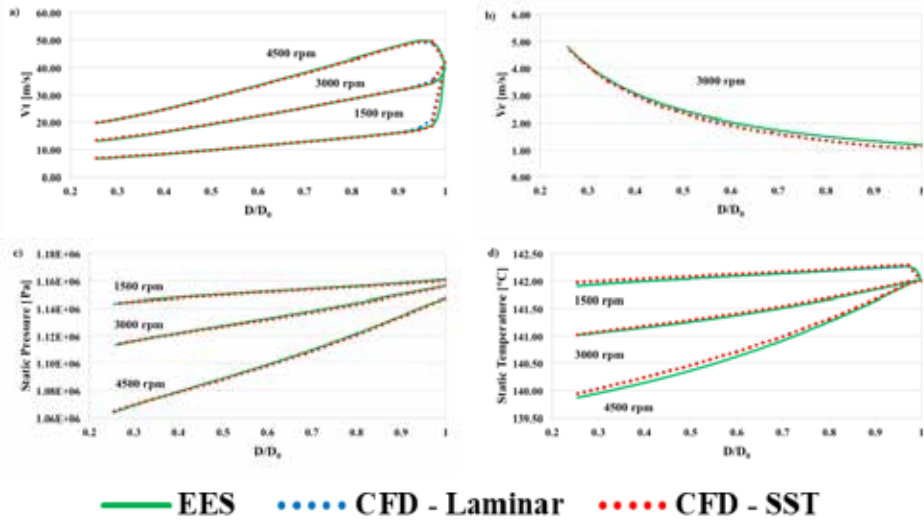 a)
60.00
50.00
40.00
30.00
20.00
10.00
0.00
Vt [m/s]
4500 rpm
3000 rpm
1500 rpm
0.2 0.3 0.4 0.5 0.6 0.7 0.8 0.9 1
D/D₀
b)
6.00
5.00
4.00
3.00
2.00
1.00
0.00
Vr [m/s]
3000 rpm
0.2 0.3 0.4 0.5 0.6 0.7 0.8 0.9 1
D/D₀
c)
1.18E+06
1.16E+06
1.14E+06
1.12E+06
1.10E+06
1.08E+06
1.06E+06
Static Pressure [Pa]
1500 rpm
3000 rpm
4500 rpm
0.2 0.3 0.4 0.5 0.6 0.7 0.8 0.9 1
D/D₀
d)
142.50
142.00
141.50
141.00
140.50
140.00
139.50
Static Temperature [°C]
1500 rpm
3000 rpm
4500 rpm
0.2 0.3 0.4 0.5 0.6 0.7 0.8 0.9 1
D/D₀
EES CFD - Laminar CFD - SST